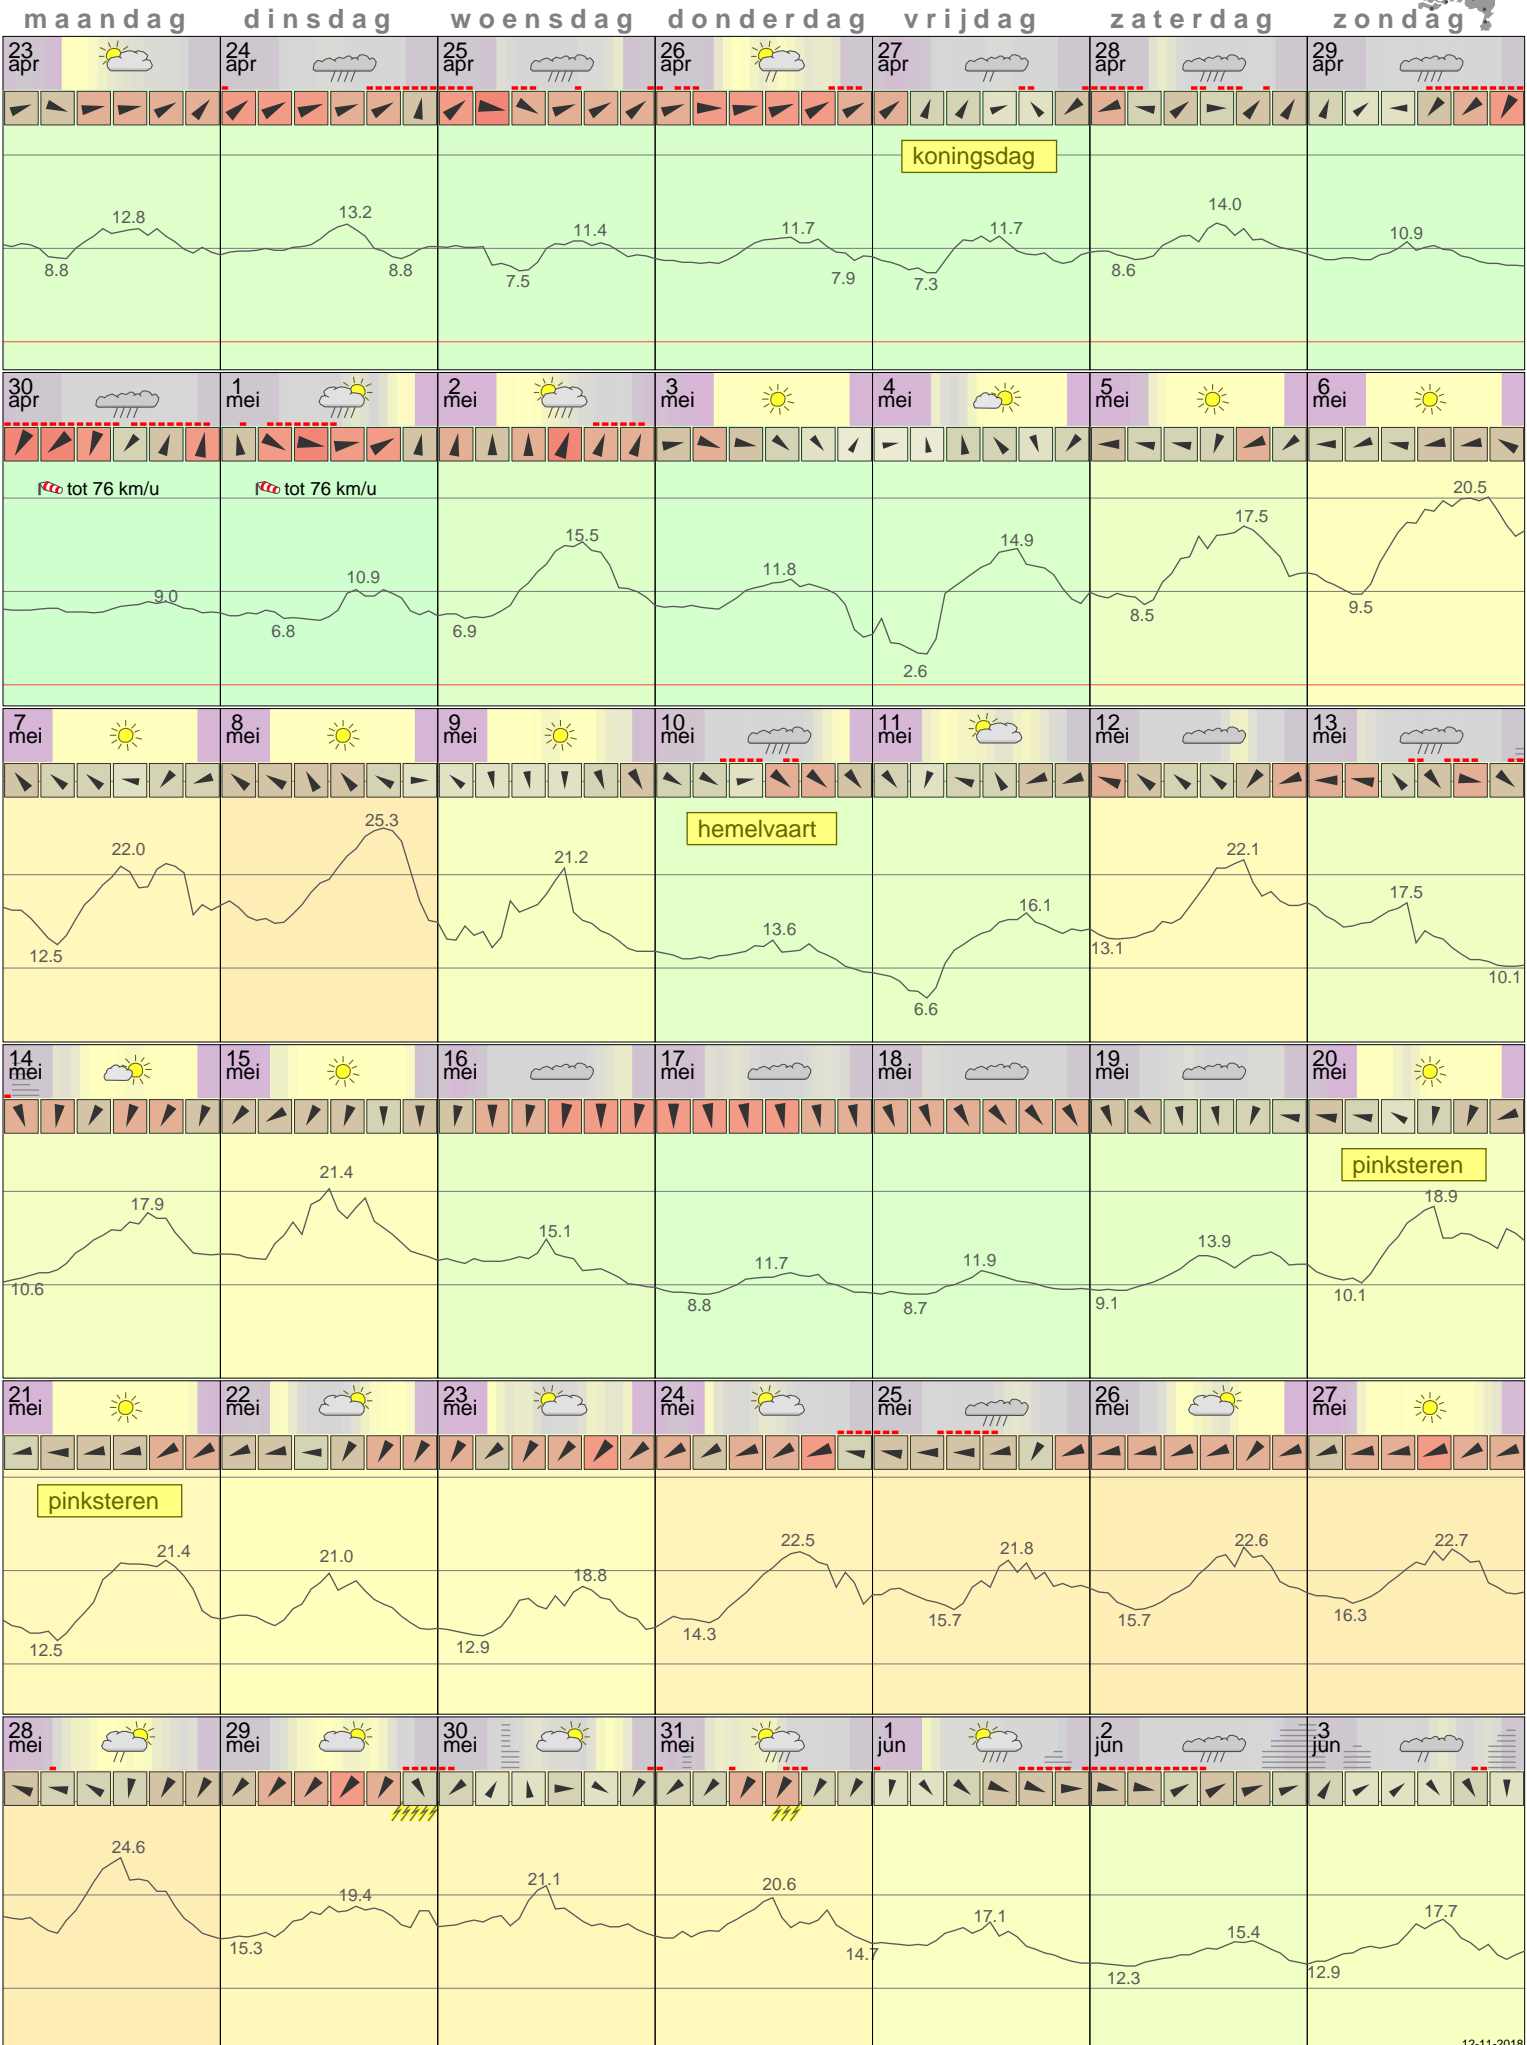 maandag dinsdag woensdag donderdag vrijdag zaterdag zondag
23 24 25 26 27 28 29
apr apr apr apr apr apr apr
koningsdag
12.8 13.2 11.4 11.7 11.7 14.0 10.9
8.8 8.8 7.5 7.9 7.3 8.6
30 1 2 3 4 5 6
apr mei mei mei mei mei mei
tot 76 km/u tot 76 km/u
9.0 10.9 15.5 11.8 14.9 17.5 20.5
6.8 6.9 2.6 8.5 9.5
7 8 9 10 11 12 13
mei mei mei mei mei mei mei
hemelvaart
22.0 25.3 21.2 13.6 16.1 22.1 17.5
12.5 6.6 13.1 10.1
14 15 16 17 18 19 20
mei mei mei mei mei mei mei
pinksteren
17.9 21.4 15.1 11.7 11.9 13.9 18.9
10.6 8.8 8.7 9.1 10.1
21 22 23 24 25 26 27
mei mei mei mei mei mei mei
pinksteren
21.4 21.0 18.8 22.5 21.8 22.6 22.7
12.5 12.9 14.3 15.7 15.7 16.3
28 29 30 31 1 2 3
mei mei mei mei jun jun jun
24.6 19.4 21.1 20.6 17.1 15.4 17.7
15.3 14.7 12.3 12.9
12-11-2018